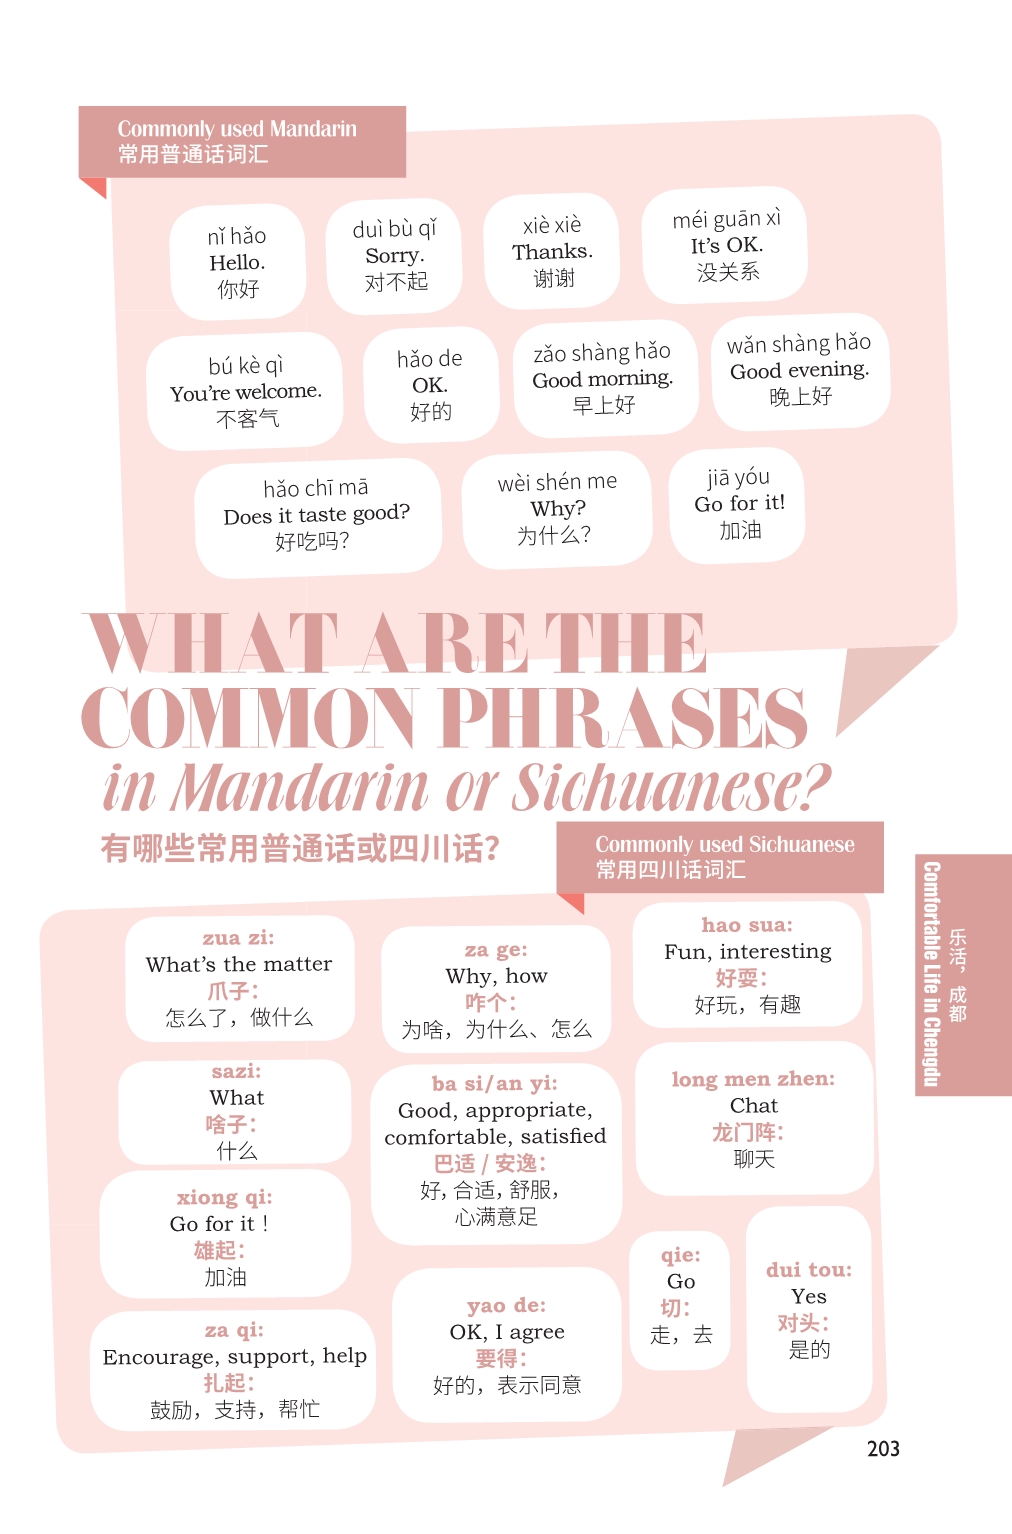 Commonly used Mandarin
常用普通话词汇
nǐ hǎo
Hello.
你好
duì bù qǐ
Sorry.
对不起
xiè xiè
Thanks.
谢谢
méi guān xì
It's OK.
没关系
bú kè qì
You're welcome.
不客气
hǎo de
OK.
好的
zǎo shàng hǎo
Good morning.
早上好
wǎn shàng hǎo
Good evening.
晚上好
hǎo chī mā
Does it taste good?
好吃吗?
wèi shén me
Why?
为什么?
jiā yóu
Go for it!
加油
WHAT ARE THE
COMMON PHRASES
in Mandarin or Sichuanese?
有哪些常用普通话或四川话?
Commonly used Sichuanese
常用四川话词汇
zua zi:
What's the matter
爪子：
怎么了，做什么
za ge:
Why, how
咋个：
为啥，为什么、怎么
hao sua:
Fun, interesting
好耍：
好玩，有趣
sazi:
What
啥子：
什么
ba si/an yi:
Good, appropriate,
comfortable, satisfied
巴适 / 安逸：
好，合适，舒服，
心满意足
long men zhen:
Chat
龙门阵：
聊天
xiong qi:
Go for it！
雄起：
加油
qie:
Go
切：
走，去
dui tou:
Yes
对头：
是的
za qi:
Encourage, support, help
扎起：
鼓励，支持，帮忙
yao de:
OK, I agree
要得：
好的，表示同意
Comfortable Life in Chengdu
乐活，成都
203